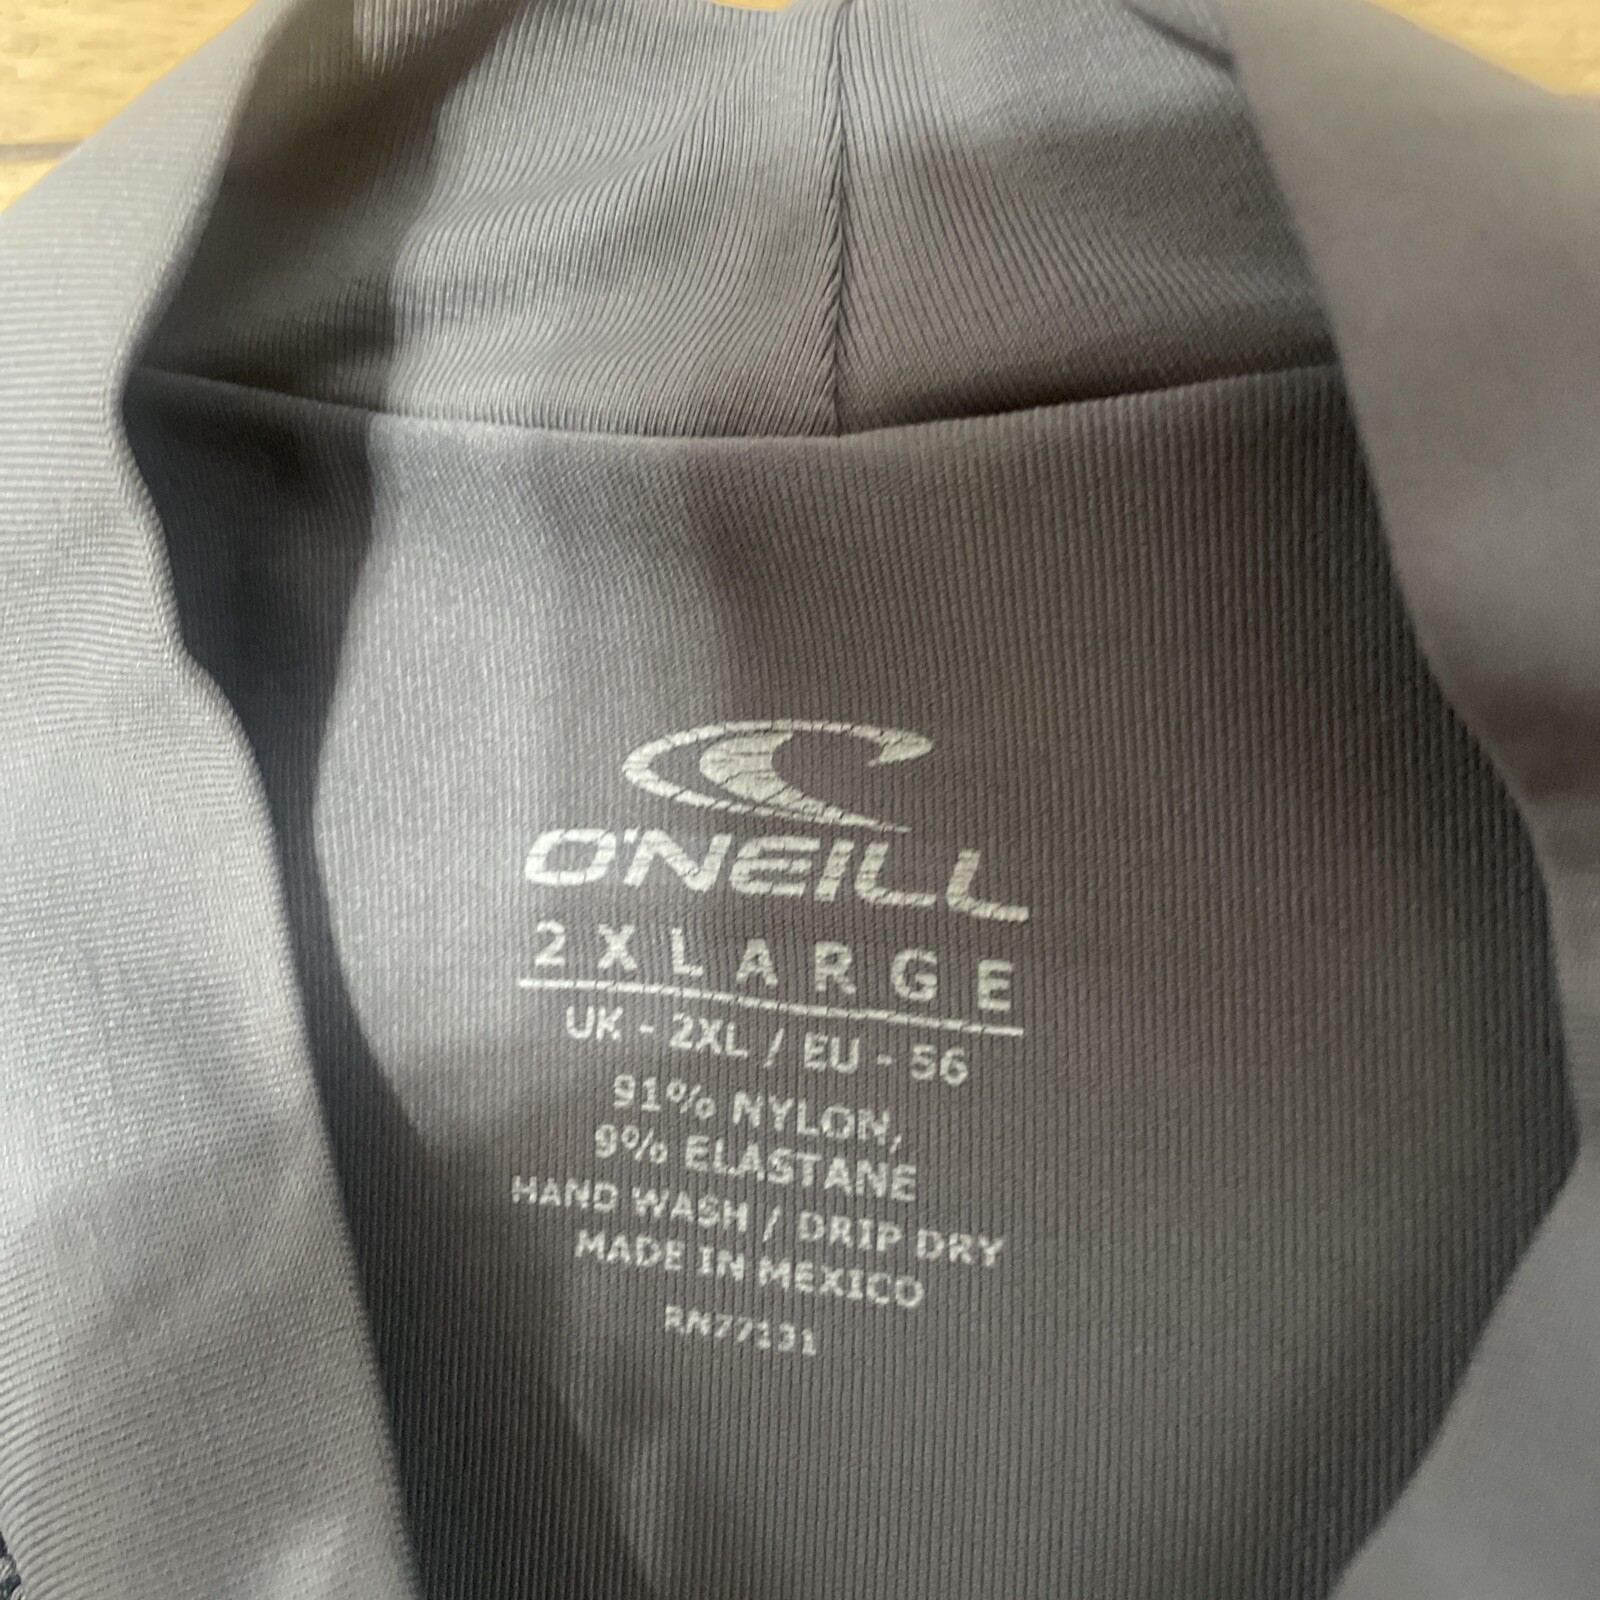 O'NEILL
2XLARGE
UK - 2XL / EU - 56
91% NYLON,
9% ELASTANE
HAND WASH / DRIP DRY
MADE IN MEXICO
RN77131